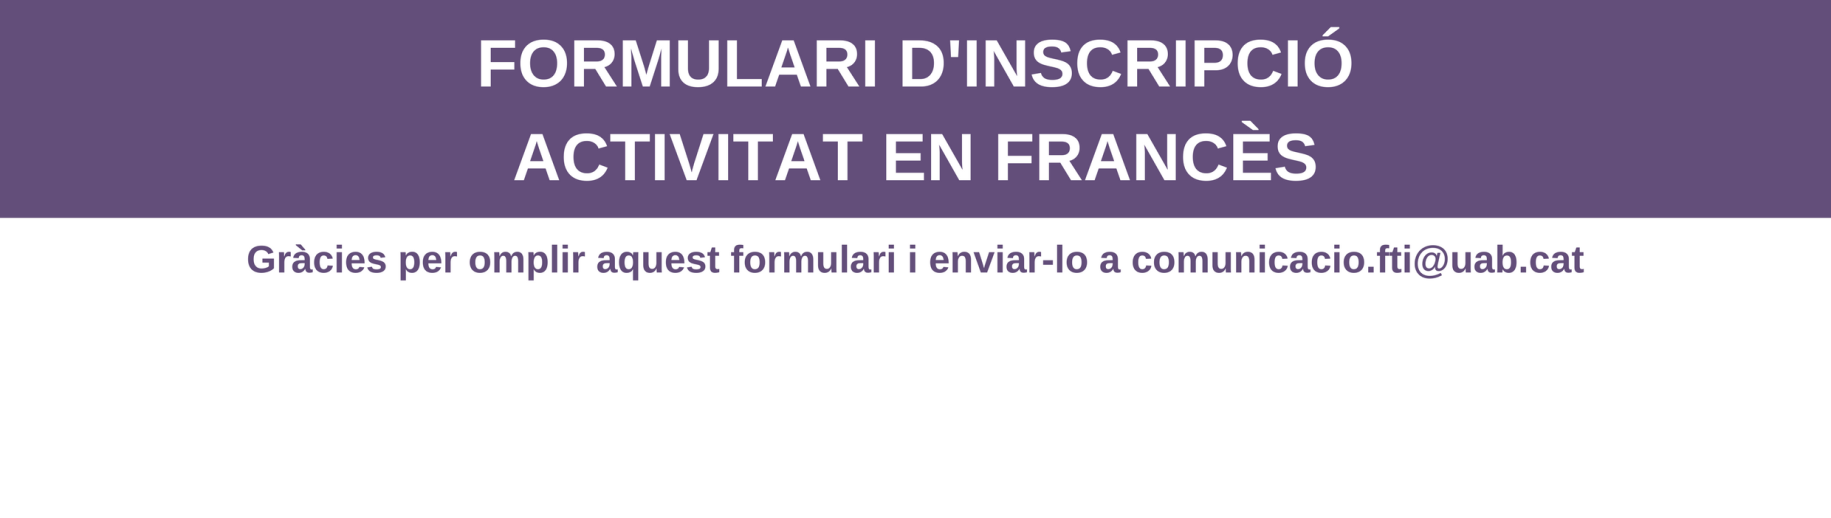 FORMULARI D'INSCRIPCIÓ
ACTIVITAT EN FRANCÈS
Gràcies per omplir aquest formulari i enviar-lo a comunicacio.fti@uab.cat